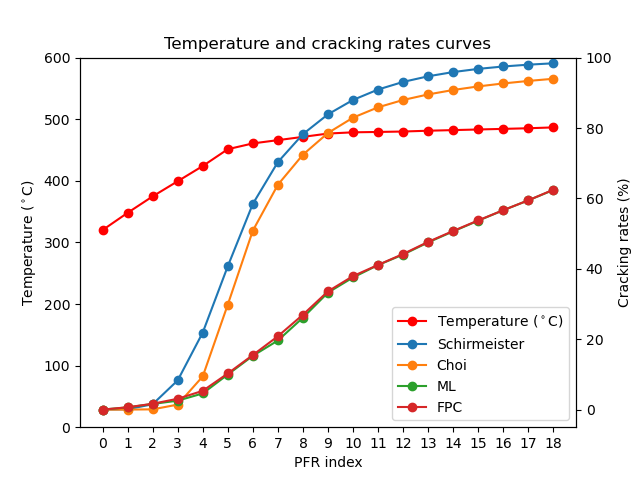 Temperature and cracking rates curves
600
500
400
300
200
100
0
Temperature (°C)
100
80
60
40
20
0
Cracking rates (%)
Temperature (°C)
Schirmeister
Choi
ML
FPC
0 1 2 3 4 5 6 7 8 9 10 11 12 13 14 15 16 17 18
PFR index